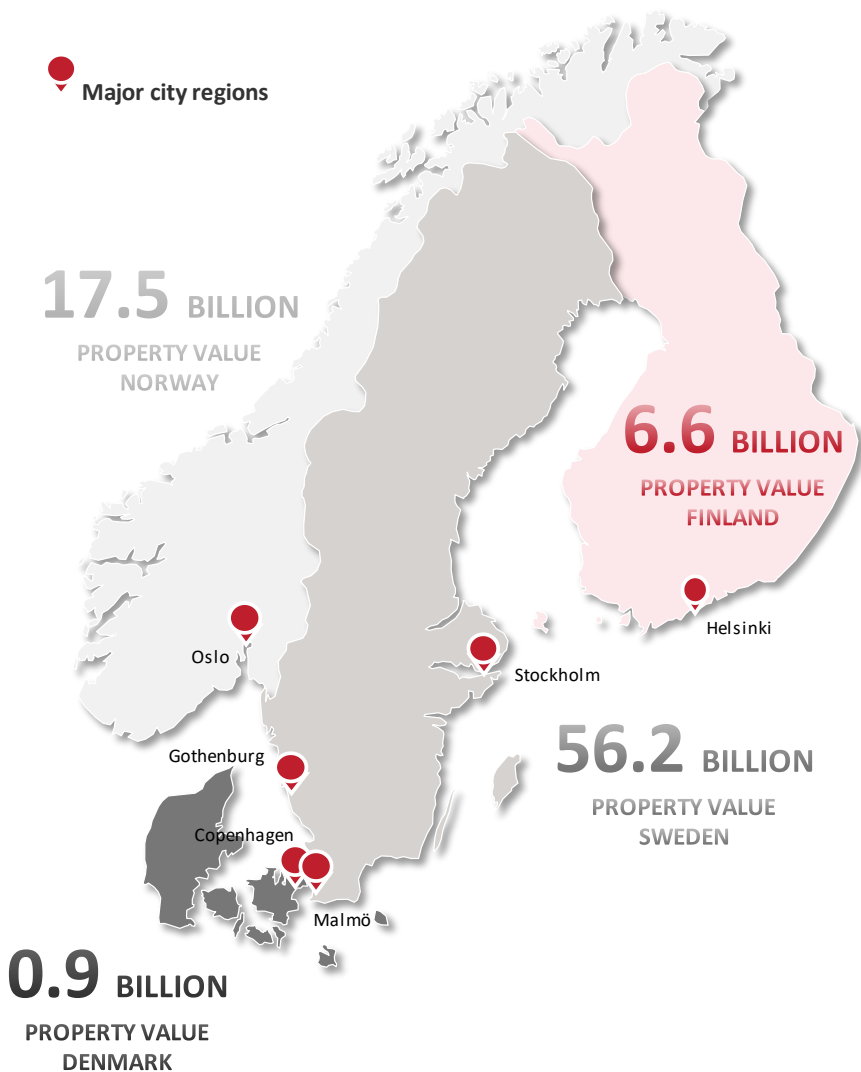 Major city regions
17.5 BILLION
PROPERTY VALUE
NORWAY
6.6 BILLION
PROPERTY VALUE
FINLAND
Helsinki
Oslo
Stockholm
56.2 BILLION
PROPERTY VALUE
SWEDEN
Gothenburg
Copenhagen
Malmö
0.9 BILLION
PROPERTY VALUE
DENMARK